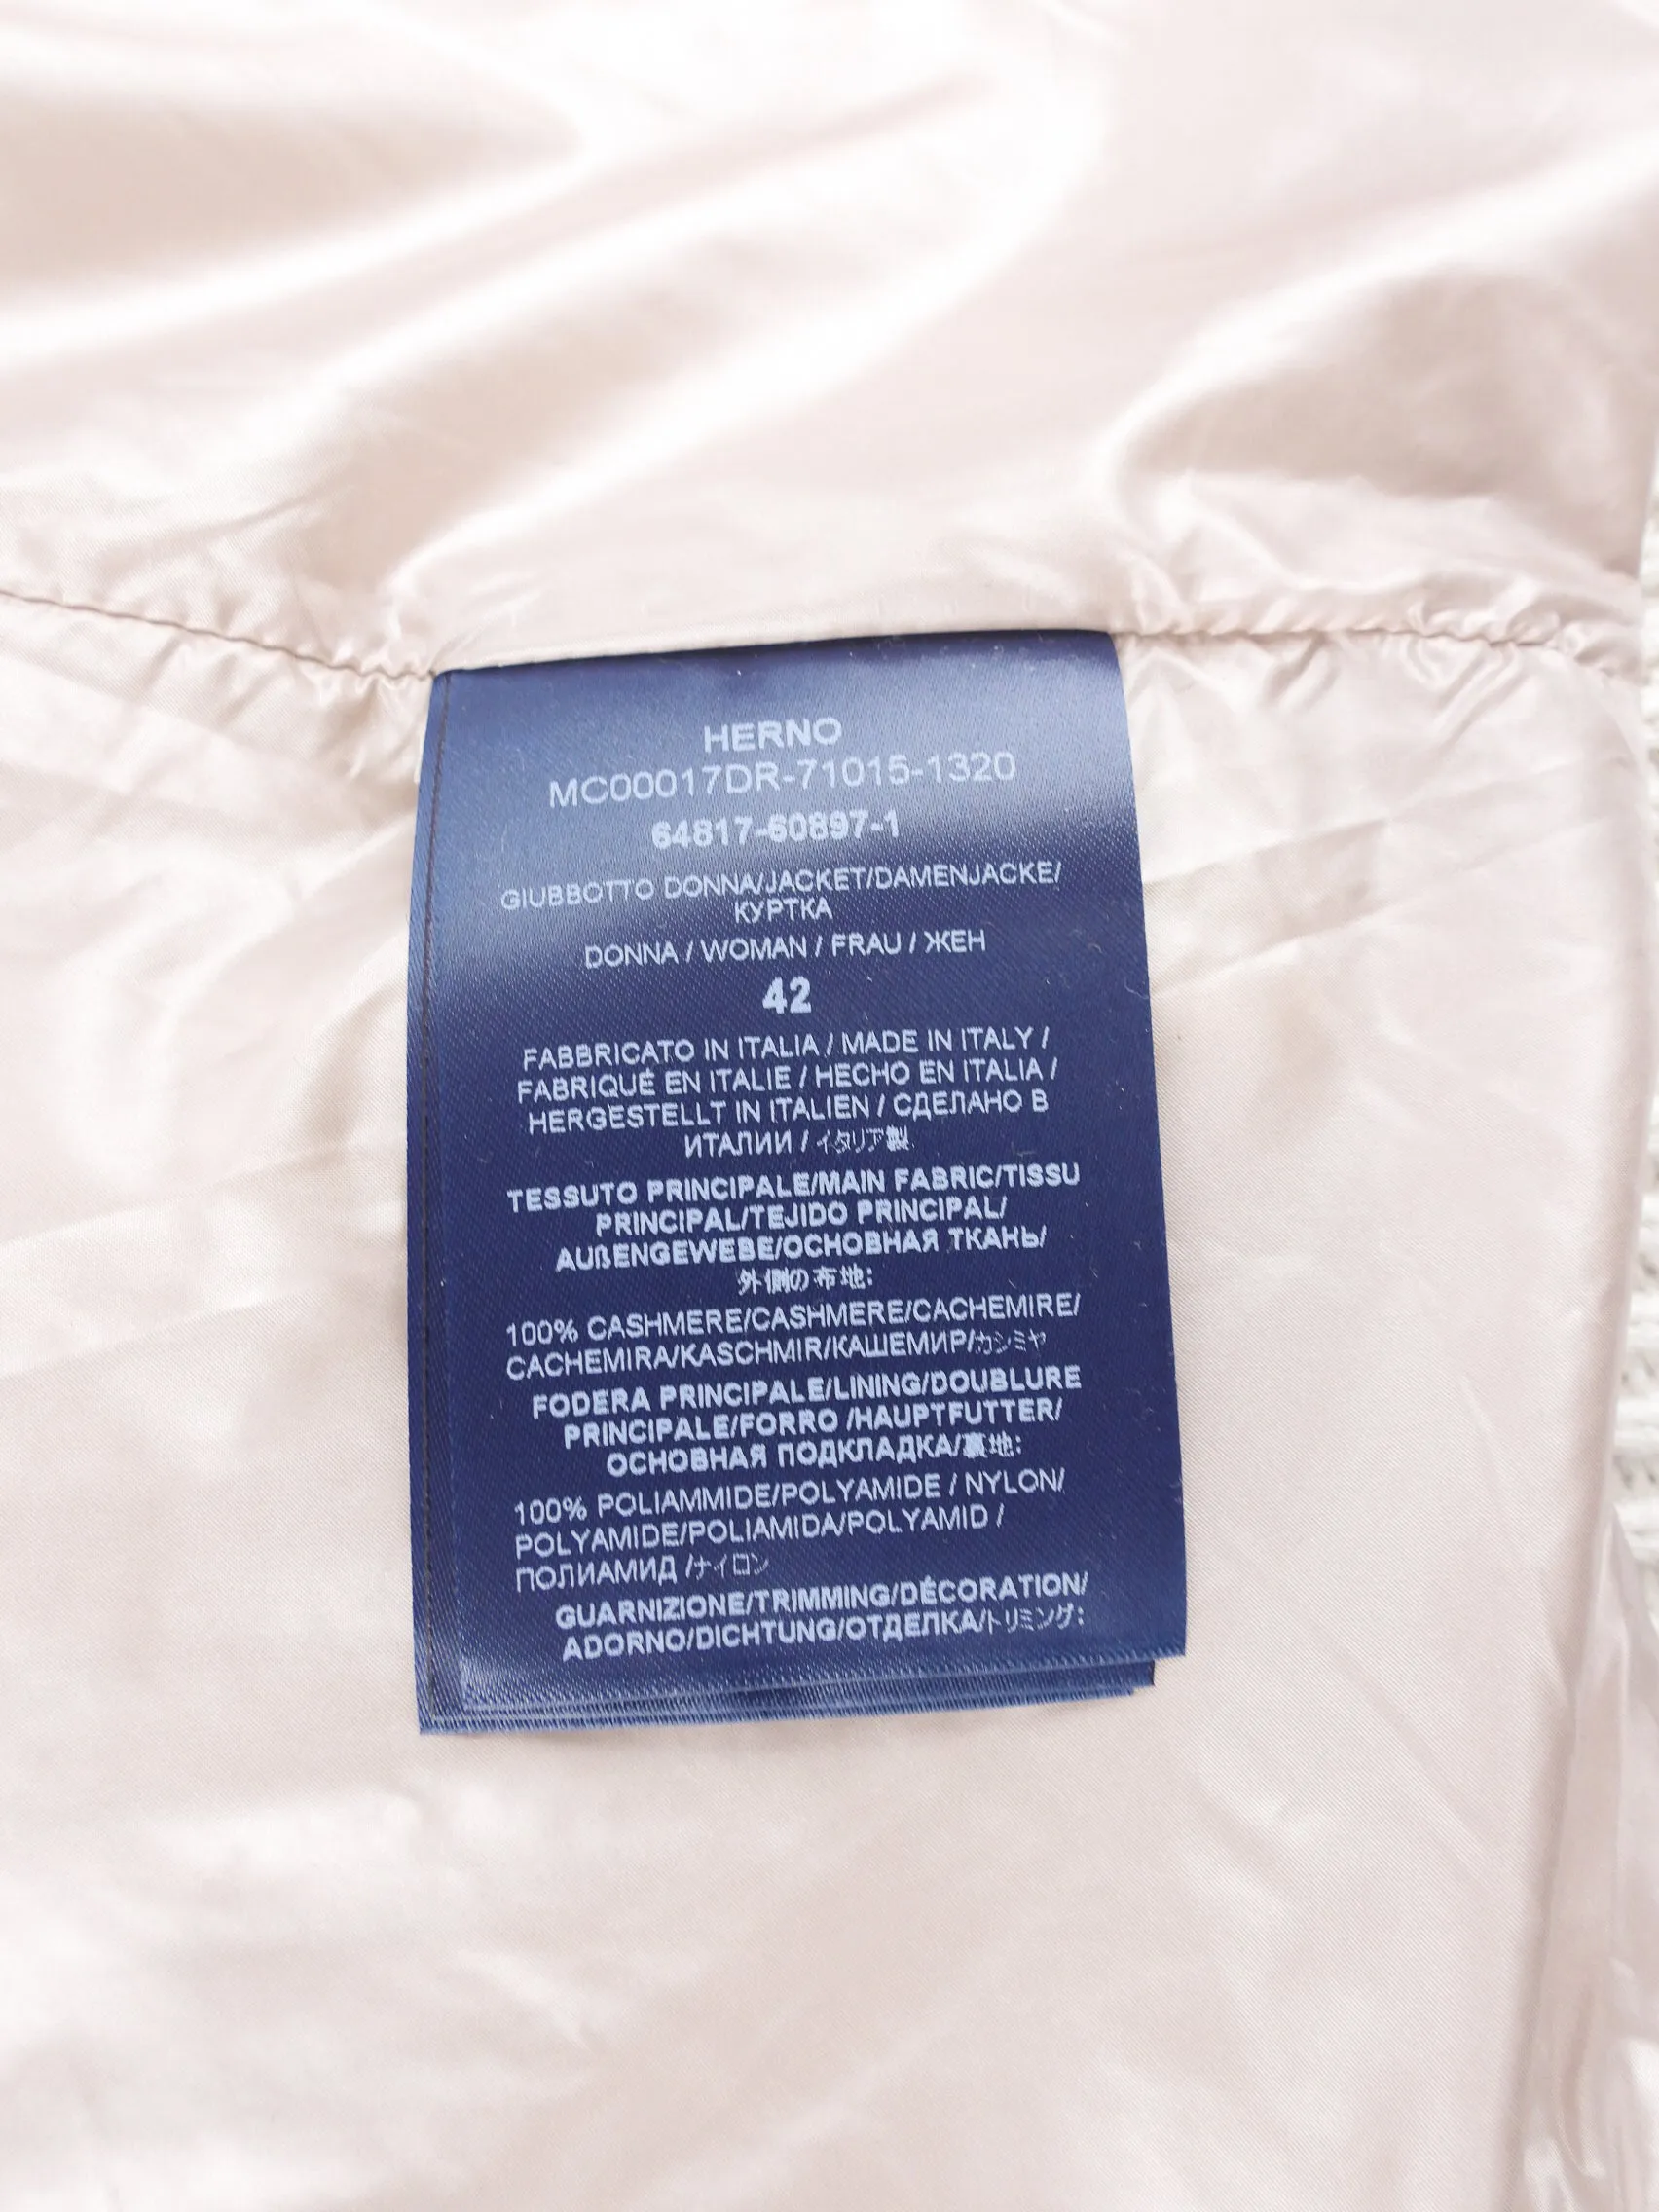 HERNO
MC00017DR-71015-1320
64817-60897-1
GIUBBOTTO DONNA/JACKET/DAMENJACKE/
КУРТКА
DONNA / WOMAN / FRAU / ЖЕН
42
FABBRICATO IN ITALIA / MADE IN ITALY /
FABRIQUÉ EN ITALIE / HECHO EN ITALIA /
HERGESTELLT IN ITALIEN / СДЕЛАНО В
ИТАЛИИ / イタリア製
TESSUTO PRINCIPALE/MAIN FABRIC/TISSU
PRINCIPAL/TEJIDO PRINCIPAL/
AUßENGEWEBE/ОСНОВНАЯ ТКАНЬ/
外側の布地:
100% CASHMERE/CASHMERE/CACHEMIRE/
CACHEMIRA/KASCHMIR/КАШЕМИР/カシミヤ
FODERA PRINCIPALE/LINING/DOUBLURE
PRINCIPALE/FORRO /HAUPTFUTTER/
ОСНОВНАЯ ПОДКЛАДКА/裏地:
100% POLIAMMIDE/POLYAMIDE / NYLON/
POLYAMIDE/POLIAMIDA/POLYAMID /
ПОЛИАМИД /ナイロン
GUARNIZIONE/TRIMMING/DÉCORATION/
ADORNO/DICHTUNG/ОТДЕЛКА/トリミング: